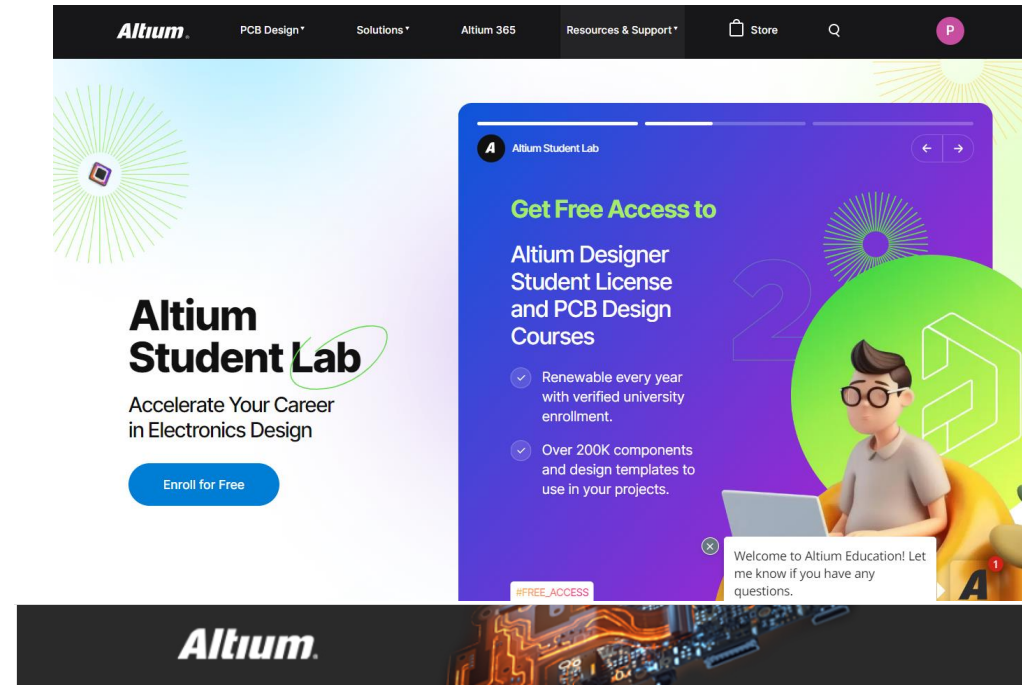 Altium.
PCB Design
Solutions
Altium 365
Resources & Support
Store
P
A
Altium Student Lab
Get Free Access to
Altium Designer
Student License
and PCB Design
Courses
Renewable every year
with verified university
enrollment.
Over 200K components
and design templates to
use in your projects.
2
#FREE_ACCESS
Altium
Student Lab
Accelerate Your Career
in Electronics Design
Enroll for Free
Welcome to Altium Education! Let
me know if you have any
questions.
A
1
Altium.